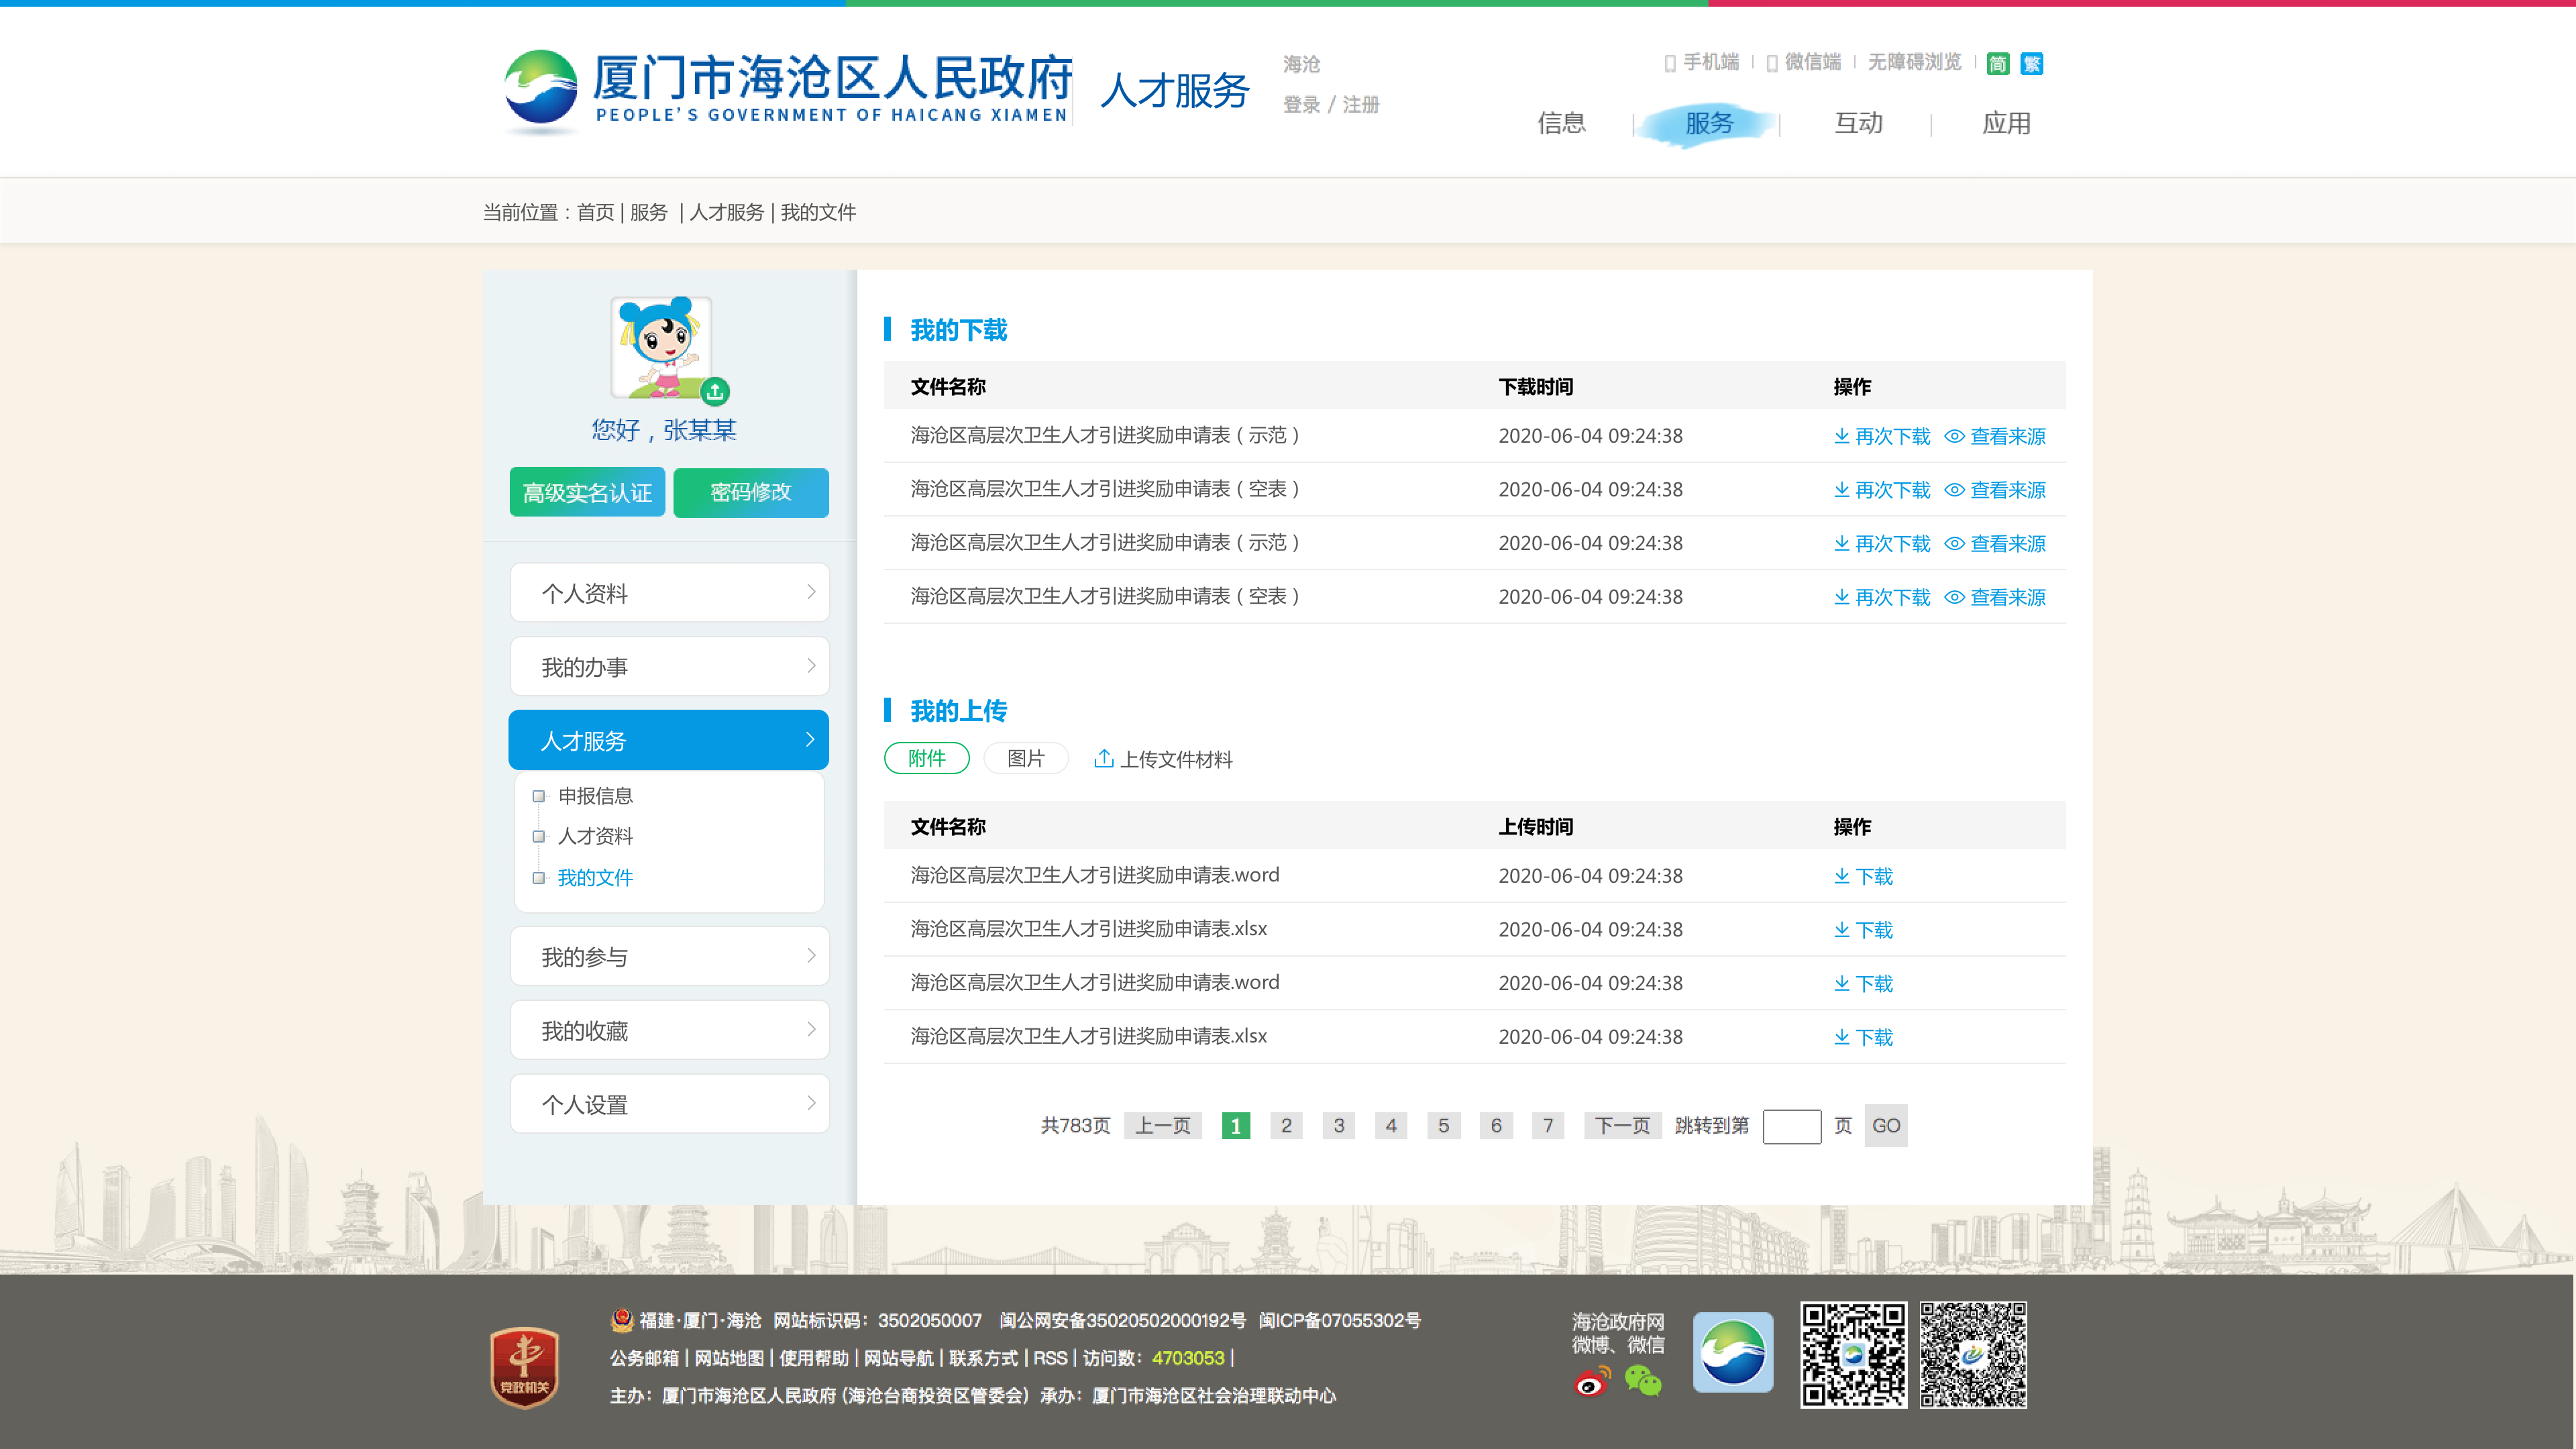 厦门市海沧区人民政府
PEOPLE'S GOVERNMENT OF HAICANG XIAMEN
人才服务
海沧
登录 / 注册
手机端 微信端 无障碍浏览 简 繁
信息 服务 互动 应用
当前位置：首页 | 服务 | 人才服务 | 我的文件
您好，张某某
高级实名认证 密码修改
个人资料
我的办事
人才服务
申报信息
人才资料
我的文件
我的参与
我的收藏
个人设置
我的下载
文件名称 下载时间 操作
海沧区高层次卫生人才引进奖励申请表（示范） 2020-06-04 09:24:38 再次下载 查看来源
海沧区高层次卫生人才引进奖励申请表（空表） 2020-06-04 09:24:38 再次下载 查看来源
海沧区高层次卫生人才引进奖励申请表（示范） 2020-06-04 09:24:38 再次下载 查看来源
海沧区高层次卫生人才引进奖励申请表（空表） 2020-06-04 09:24:38 再次下载 查看来源
我的上传
附件 图片 上传文件材料
文件名称 上传时间 操作
海沧区高层次卫生人才引进奖励申请表.word 2020-06-04 09:24:38 下载
海沧区高层次卫生人才引进奖励申请表.xlsx 2020-06-04 09:24:38 下载
海沧区高层次卫生人才引进奖励申请表.word 2020-06-04 09:24:38 下载
海沧区高层次卫生人才引进奖励申请表.xlsx 2020-06-04 09:24:38 下载
共783页 上一页 1 2 3 4 5 6 7 下一页 跳转到第 页 GO
党政机关
福建·厦门·海沧 网站标识码：3502050007 闽公网安备35020502000192号 闽ICP备07055302号
公务邮箱 | 网站地图 | 使用帮助 | 网站导航 | 联系方式 | RSS | 访问数：4703053 |
主办：厦门市海沧区人民政府 (海沧台商投资区管委会) 承办：厦门市海沧区社会治理联动中心
海沧政府网
微博、微信